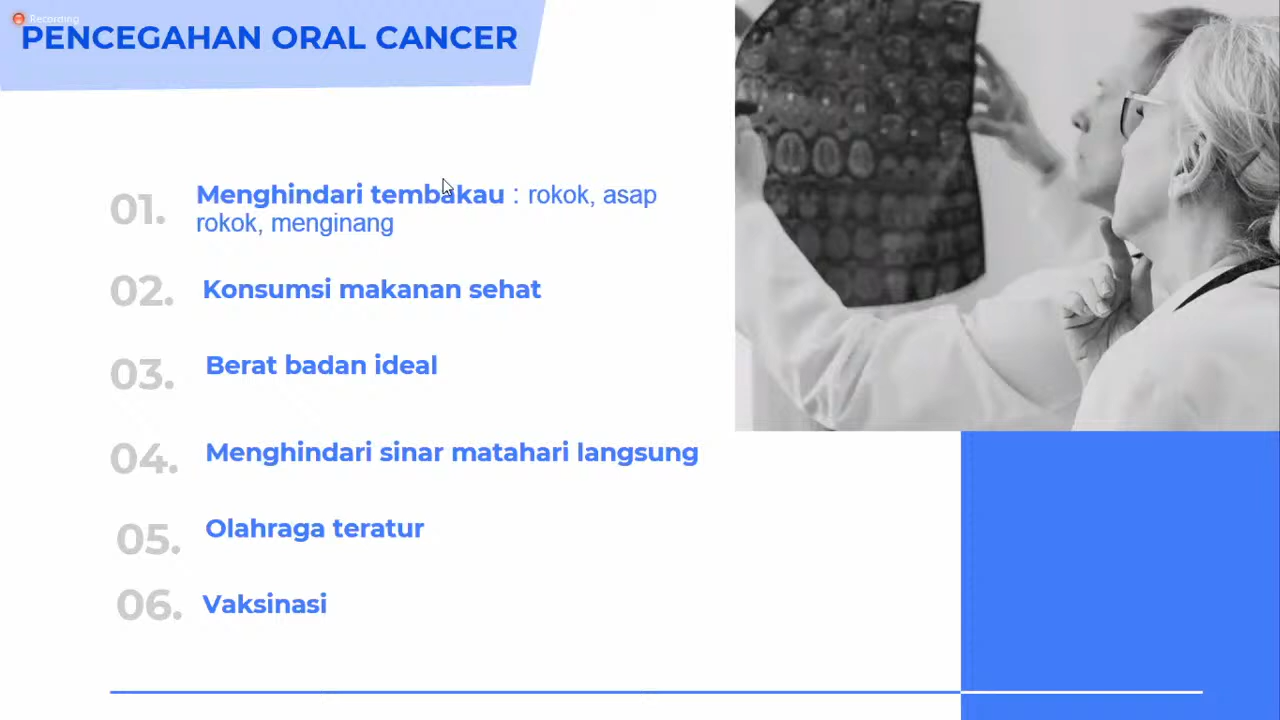 Recording
PENCEGAHAN ORAL CANCER
01. Menghindari tembakau : rokok, asap
rokok, menginang
02. Konsumsi makanan sehat
03. Berat badan ideal
04. Menghindari sinar matahari langsung
05. Olahraga teratur
06. Vaksinasi